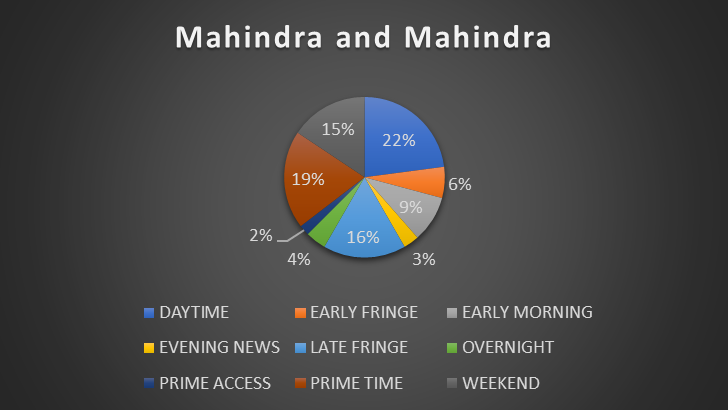 Mahindra and Mahindra
15%
22%
19%
6%
9%
2%
16%
4%
3%
DAYTIME
EARLY FRINGE
EARLY MORNING
EVENING NEWS
LATE FRINGE
OVERNIGHT
PRIME ACCESS
PRIME TIME
WEEKEND